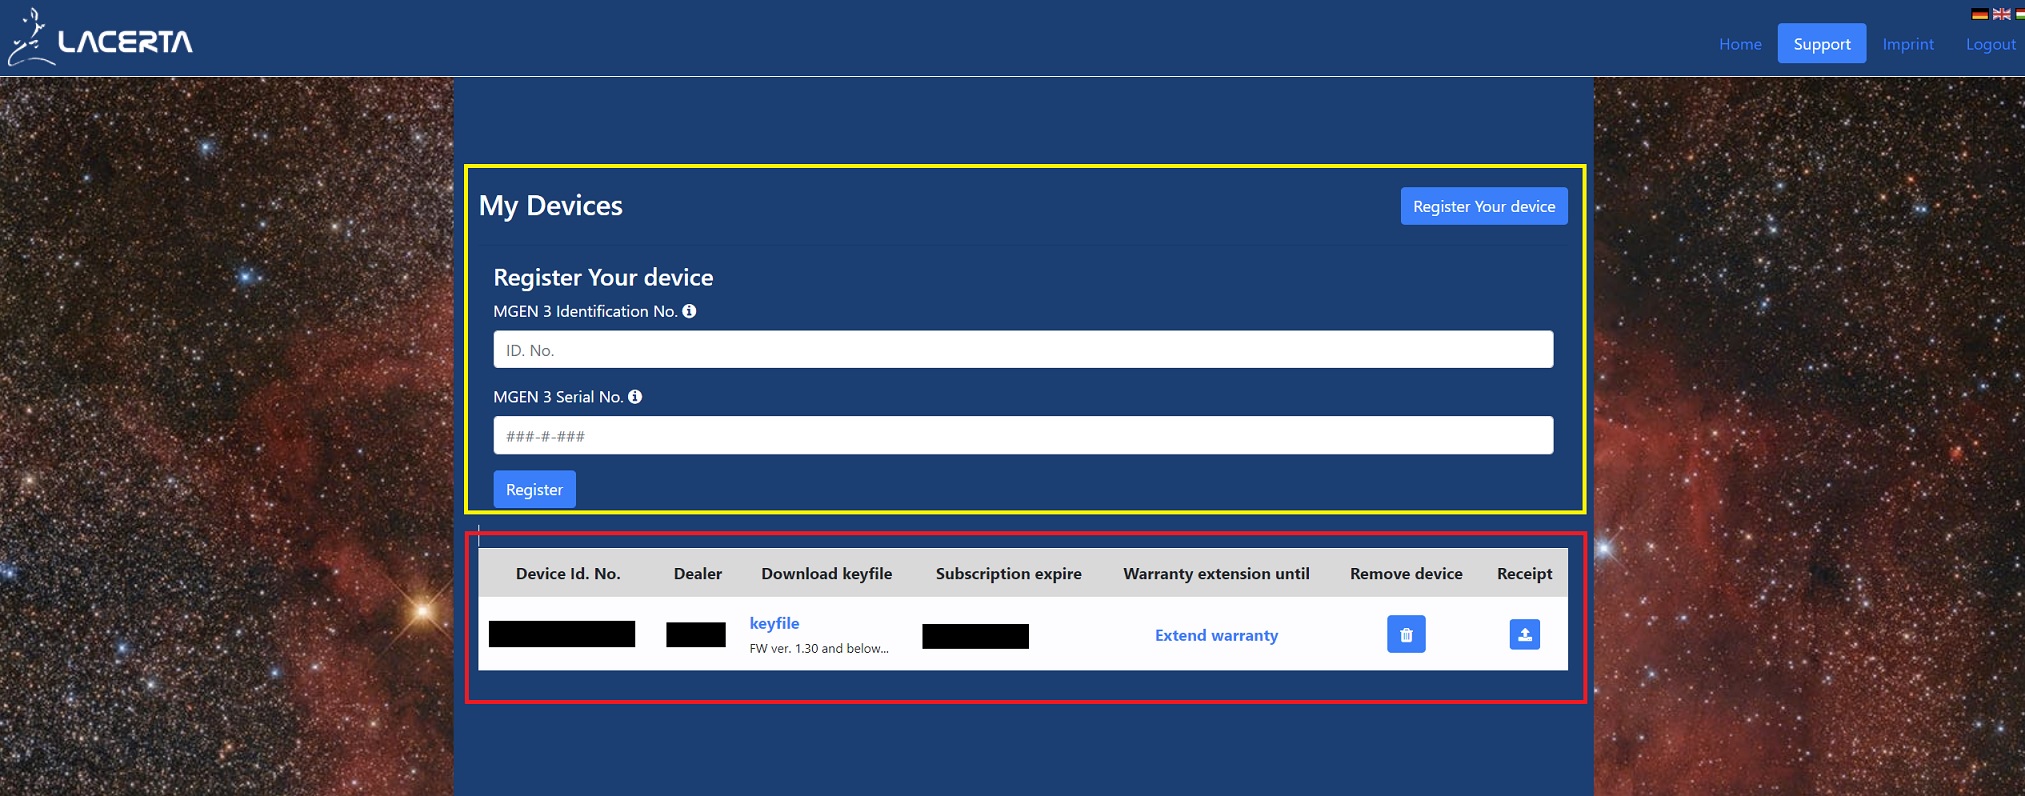 LACERTA
Home Support Imprint Logout
My Devices
Register Your device
Register Your device
MGEN 3 Identification No.
ID. No.
MGEN 3 Serial No.
###-#-###
Register
Device Id. No. Dealer Download keyfile Subscription expire Warranty extension until Remove device Receipt
keyfile
FW ver. 1.30 and below...
Extend warranty